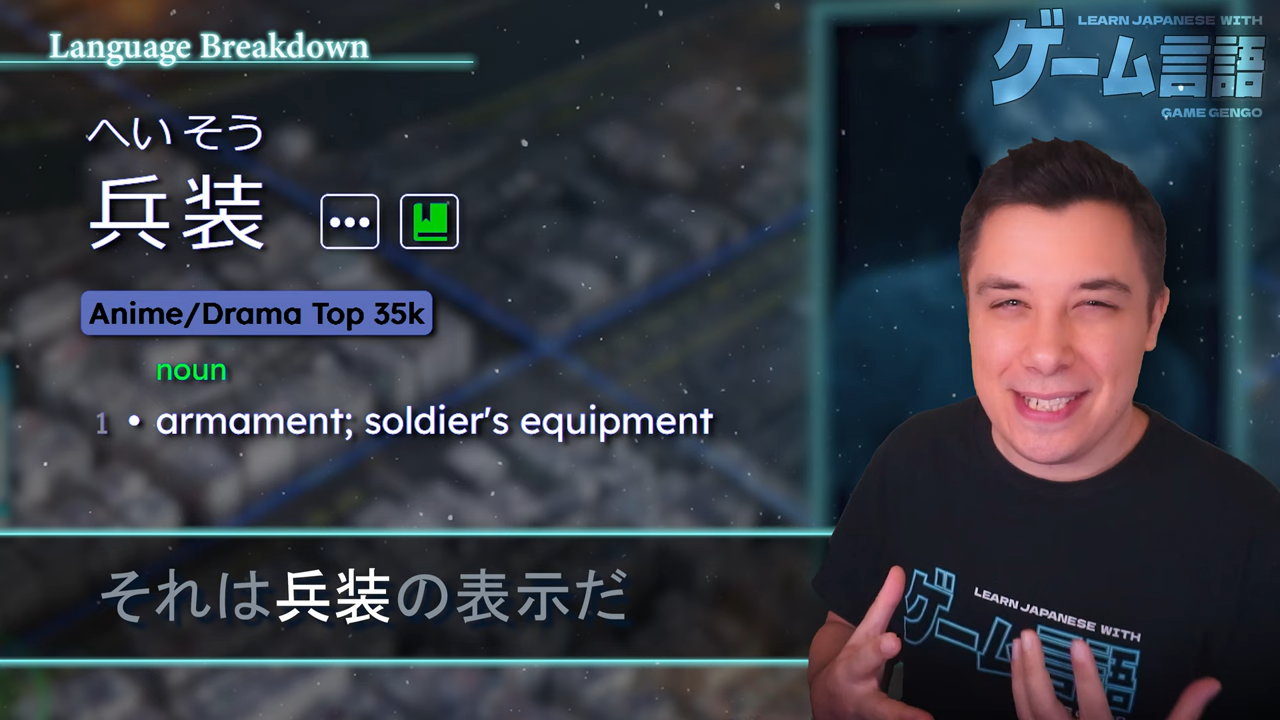 Language Breakdown
LEARN JAPANESE WITH
ゲーム言語
GAME GENGO
へいそう
兵装
Anime/Drama Top 35k
noun
1 • armament; soldier's equipment
それは兵装の表示だ
LEARN JAPANESE WITH
ゲーム言語